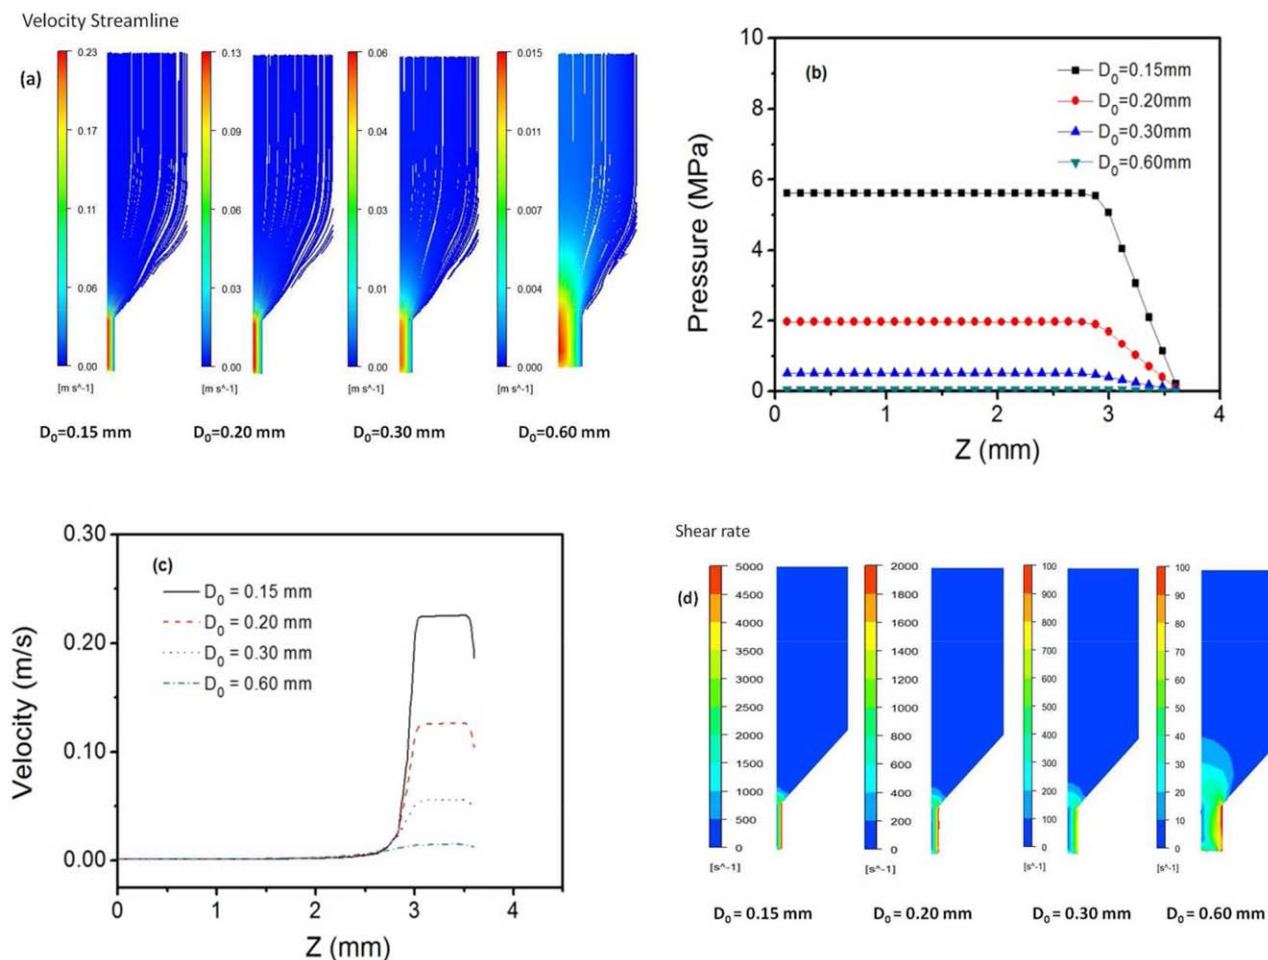 Velocity Streamline
(a)
0.23
0.17
0.11
0.06
0.00
[m s^-1]
0.13
0.09
0.06
0.03
0.00
[m s^-1]
0.06
0.04
0.03
0.01
0.00
[m s^-1]
0.015
0.011
0.007
0.004
0.000
[m s^-1]
D₀=0.15 mm
D₀=0.20 mm
D₀=0.30 mm
D₀=0.60 mm
(b)
Pressure (MPa)
10
8
6
4
2
0
0 1 2 3 4
Z (mm)
D₀=0.15mm
D₀=0.20mm
D₀=0.30mm
D₀=0.60mm
(c)
Velocity (m/s)
0.30
0.20
0.10
0.00
0 1 2 3 4
Z (mm)
D₀ = 0.15 mm
D₀ = 0.20 mm
D₀ = 0.30 mm
D₀ = 0.60 mm
Shear rate
(d)
5000
4500
4000
3500
3000
2500
2000
1500
1000
500
0
[s^-1]
2000
1800
1600
1400
1200
1000
800
600
400
200
0
[s^-1]
100
900
800
700
600
500
400
300
200
100
0
[s^-1]
100
90
80
70
60
50
40
30
20
10
0
[s^-1]
D₀ = 0.15 mm
D₀ = 0.20 mm
D₀ = 0.30 mm
D₀ = 0.60 mm